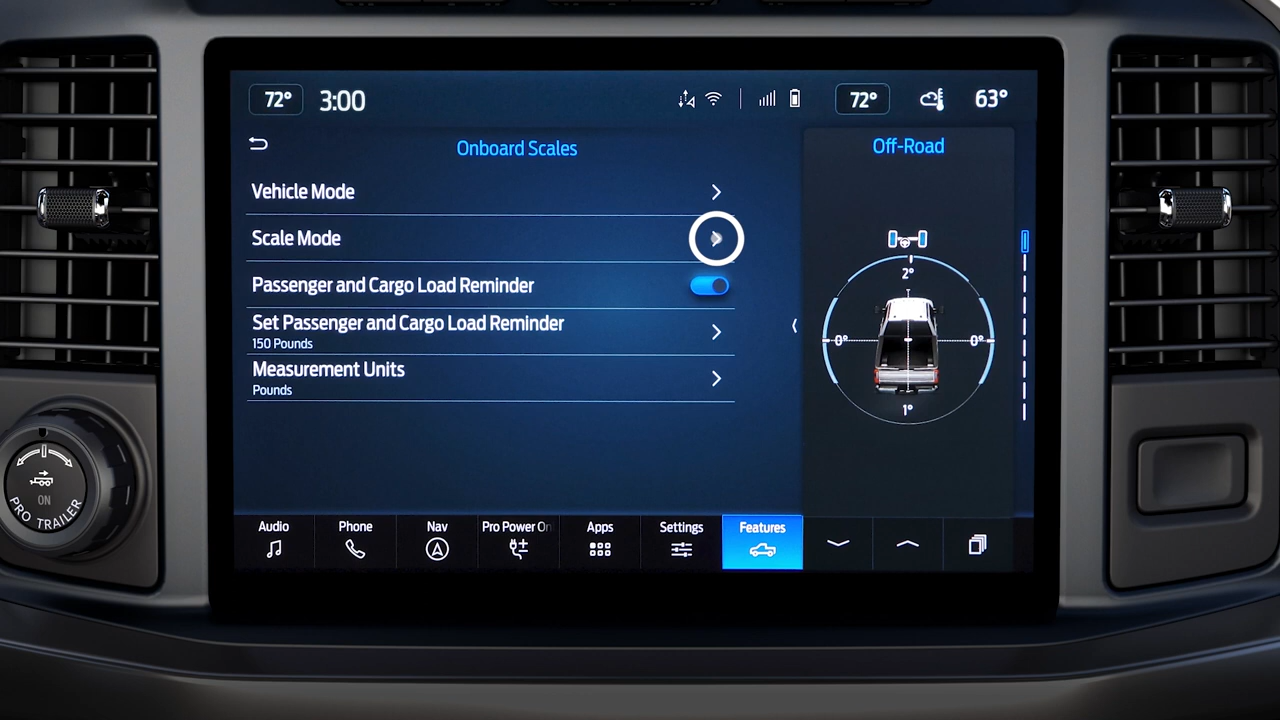 72°
3:00
72°
63°
Onboard Scales
Off-Road
Vehicle Mode
Scale Mode
Passenger and Cargo Load Reminder
Set Passenger and Cargo Load Reminder
150 Pounds
Measurement Units
Pounds
2°
0°
0°
1°
ON
PRO TRAILER
Audio
Phone
Nav
Pro Power On
Apps
Settings
Features